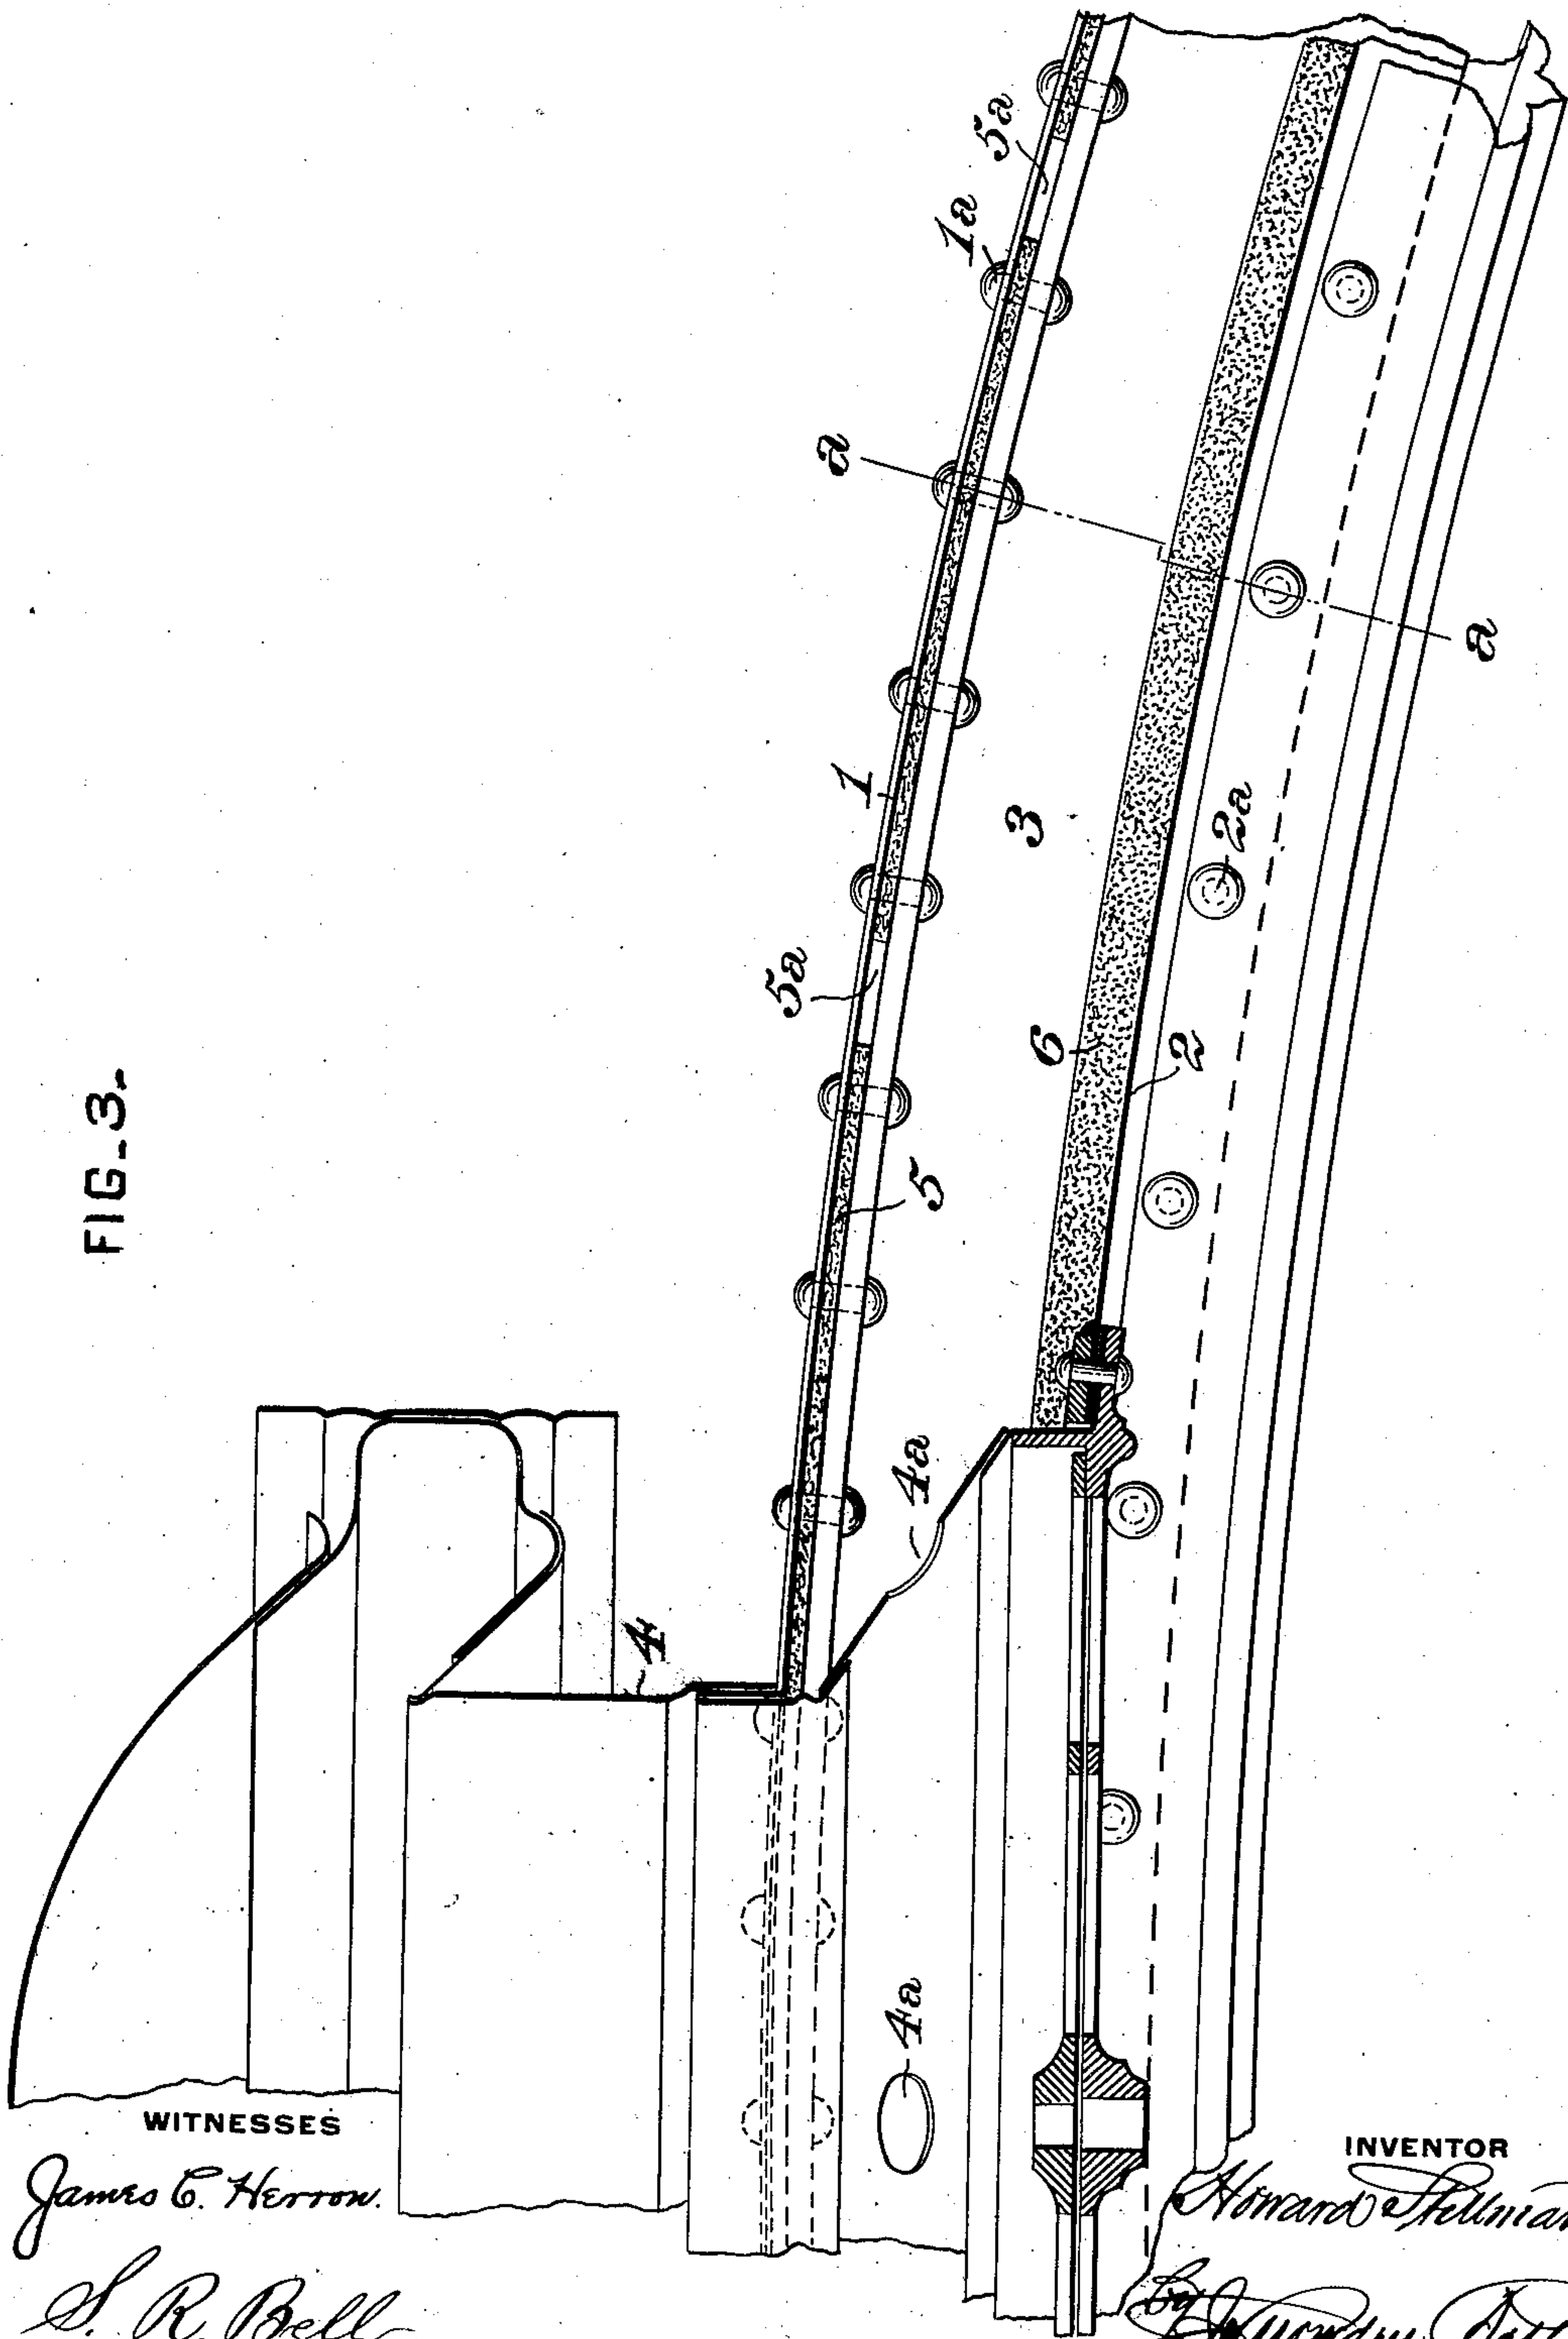 FIG_3_
5a
1a
a
1
3
a
2a
5a
6
2
5
4a
4
4a
WITNESSES
James C. Herron.
S. R. Bell
INVENTOR
Howard Stillman
by